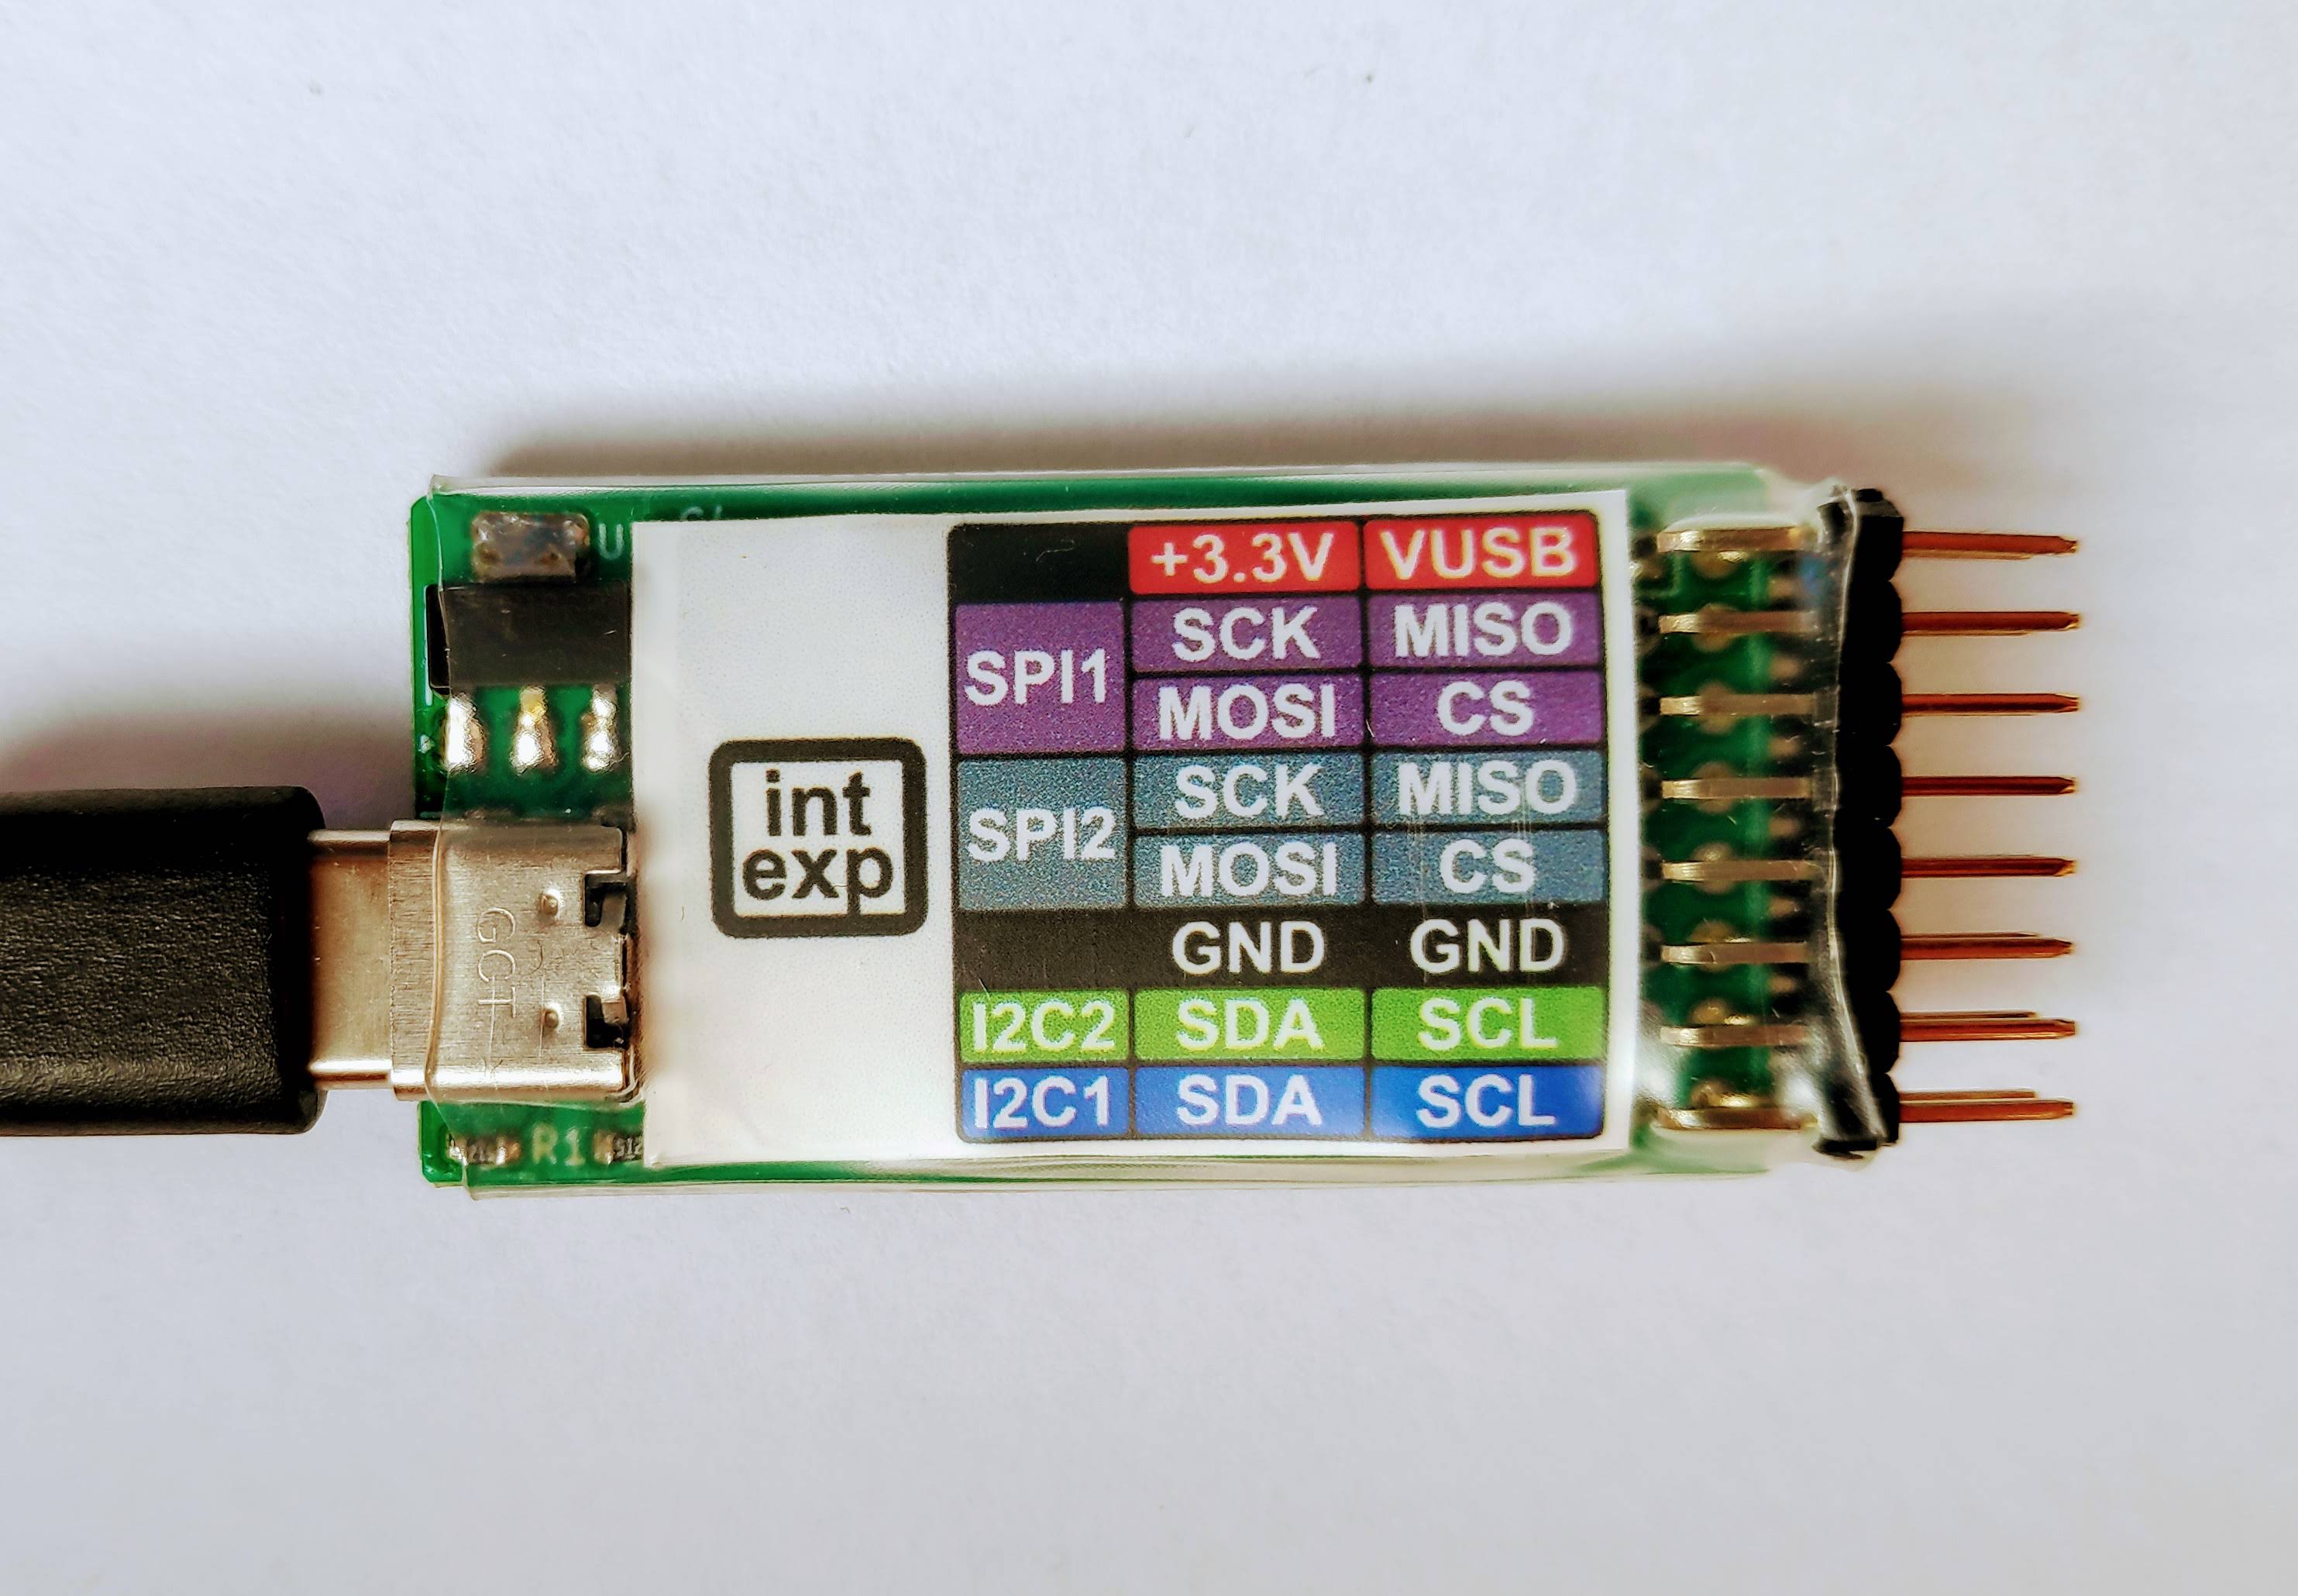 U
+3.3V VUSB
SPI1 SCK MISO
MOSI CS
SPI2 SCK MISO
MOSI CS
GND GND
I2C2 SDA SCL
I2C1 SDA SCL
int
exp
GCT
R1